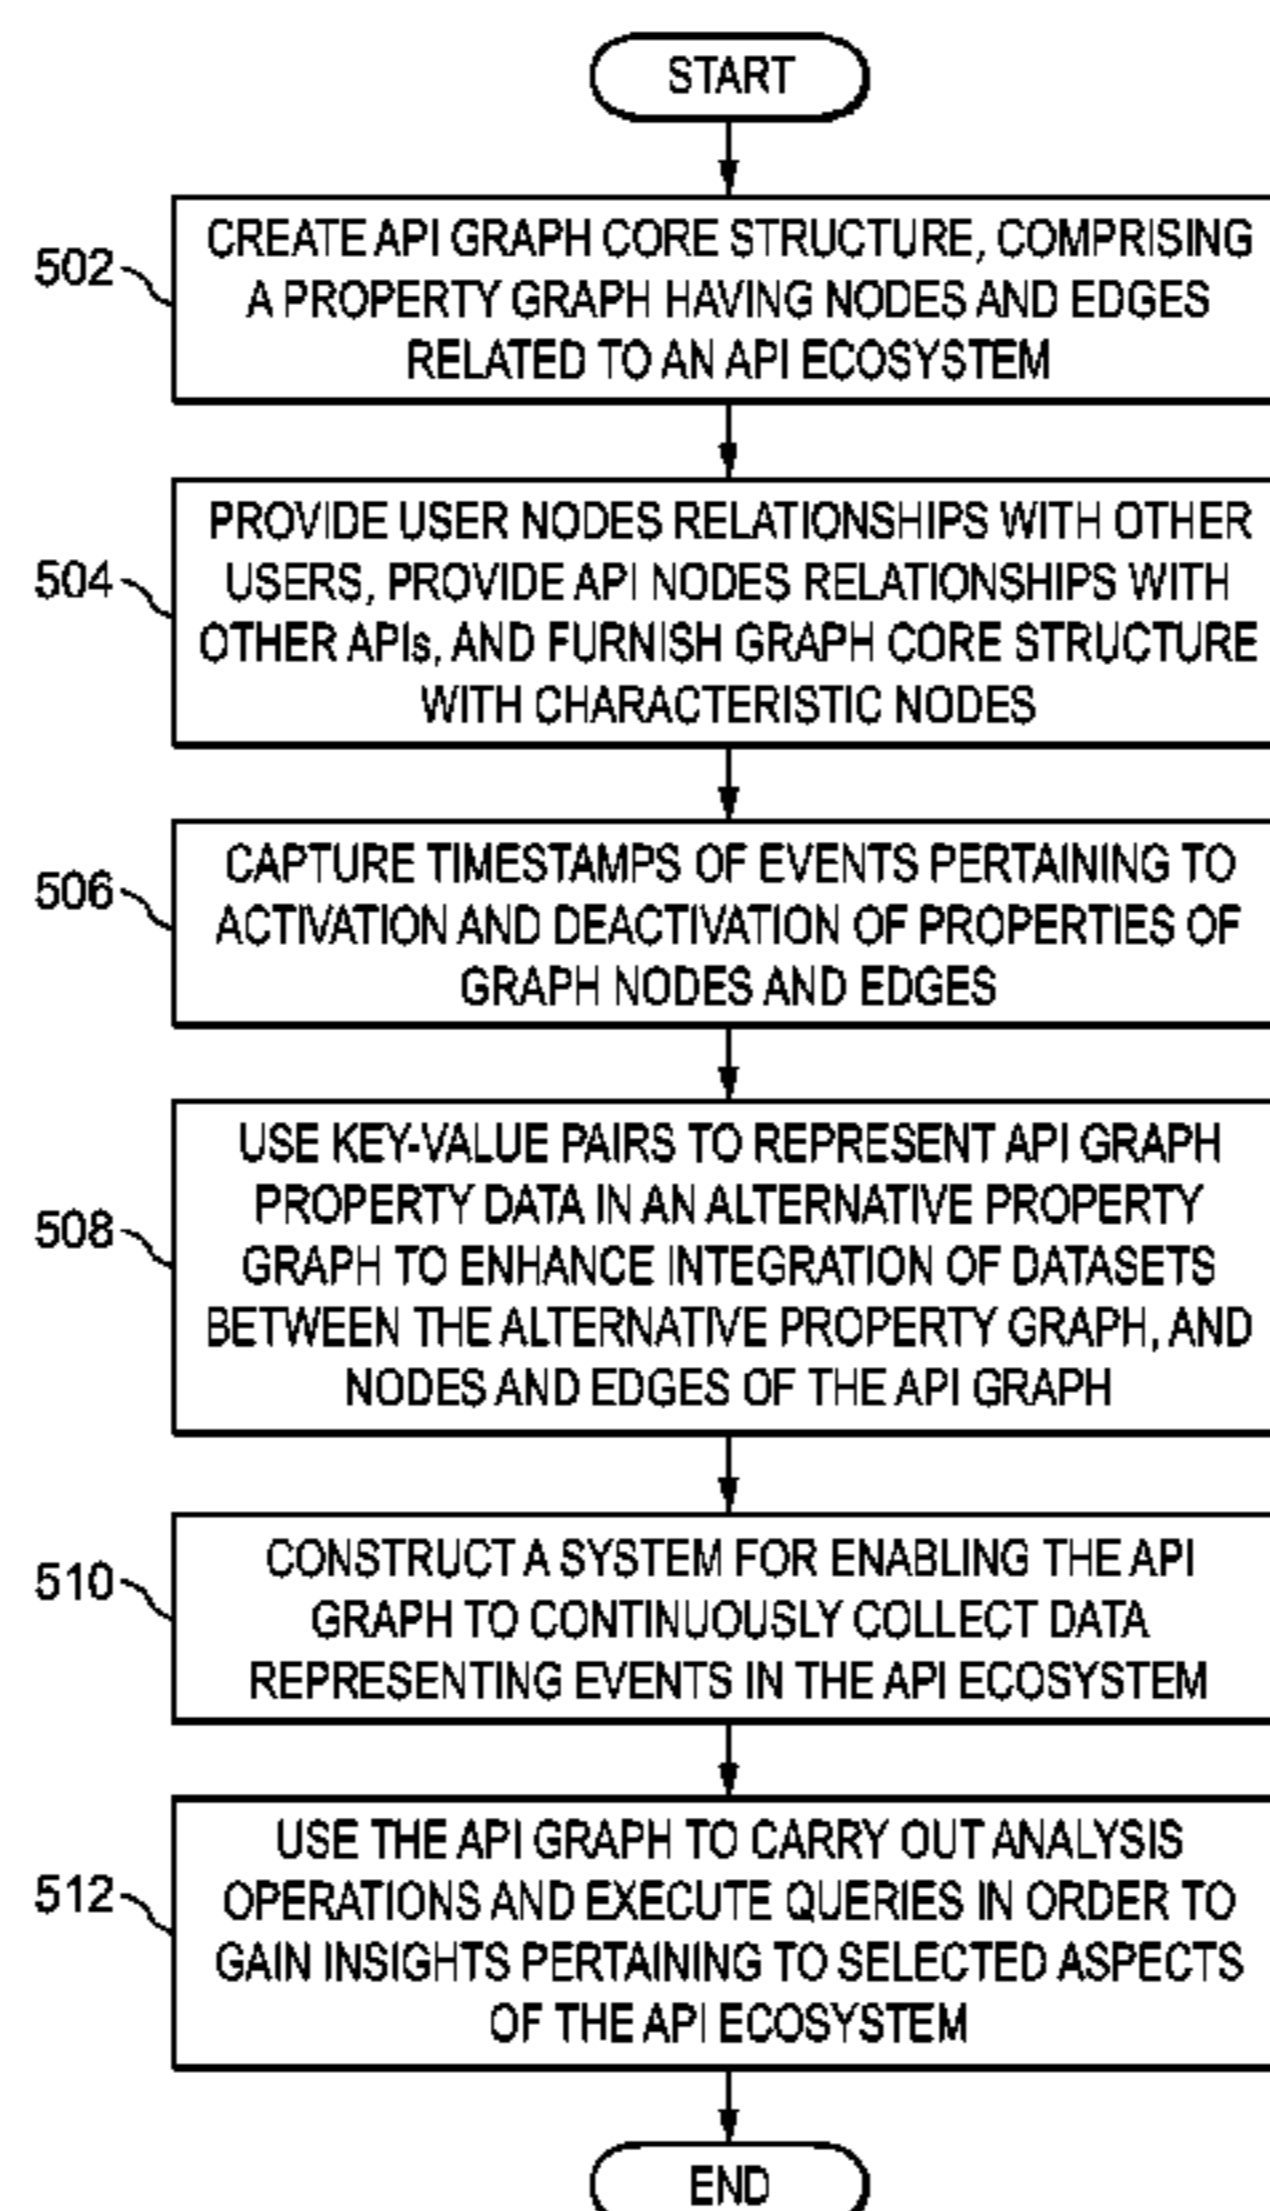 START
502
CREATE API GRAPH CORE STRUCTURE, COMPRISING
A PROPERTY GRAPH HAVING NODES AND EDGES
RELATED TO AN API ECOSYSTEM
504
PROVIDE USER NODES RELATIONSHIPS WITH OTHER
USERS, PROVIDE API NODES RELATIONSHIPS WITH
OTHER APIs, AND FURNISH GRAPH CORE STRUCTURE
WITH CHARACTERISTIC NODES
506
CAPTURE TIMESTAMPS OF EVENTS PERTAINING TO
ACTIVATION AND DEACTIVATION OF PROPERTIES OF
GRAPH NODES AND EDGES
508
USE KEY-VALUE PAIRS TO REPRESENT API GRAPH
PROPERTY DATA IN AN ALTERNATIVE PROPERTY
GRAPH TO ENHANCE INTEGRATION OF DATASETS
BETWEEN THE ALTERNATIVE PROPERTY GRAPH, AND
NODES AND EDGES OF THE API GRAPH
510
CONSTRUCT A SYSTEM FOR ENABLING THE API
GRAPH TO CONTINUOUSLY COLLECT DATA
REPRESENTING EVENTS IN THE API ECOSYSTEM
512
USE THE API GRAPH TO CARRY OUT ANALYSIS
OPERATIONS AND EXECUTE QUERIES IN ORDER TO
GAIN INSIGHTS PERTAINING TO SELECTED ASPECTS
OF THE API ECOSYSTEM
END